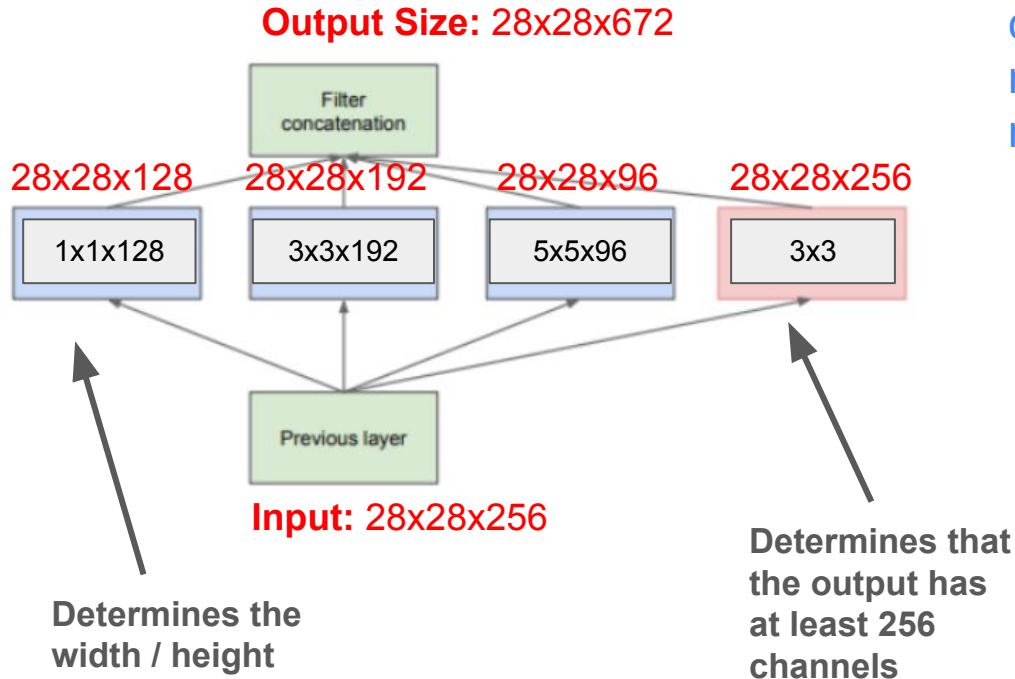 Output Size: 28x28x672
Filter
concatenation
28x28x128 28x28x192 28x28x96 28x28x256
1x1x128 3x3x192 5x5x96 3x3
Previous layer
Input: 28x28x256
Determines the
width / height
Determines that
the output has
at least 256
channels